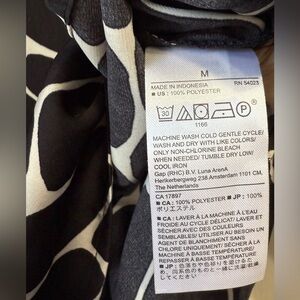 M
MADE IN INDONESIA RN 54023
■ US : 100% POLYESTER
30
P
1166
MACHINE WASH COLD GENTLE CYCLE/
WASH AND DRY WITH LIKE COLORS/
ONLY NON-CHLORINE BLEACH
WHEN NEEDED/ TUMBLE DRY LOW/
COOL IRON
Gap (RHC) B.V. Luna ArenA
Herikerbergweg 238 Amsterdam 1101 CM,
The Netherlands
CA 17897
■ CA : 100% POLYESTER ■ JP : 100%
ポリエステル
■ CA : LAVER À LA MACHINE À L'EAU
FROIDE AU CYCLE DÉLICAT/ LAVER ET
SÉCHER AVEC DES COULEURS
SEMBLABLES/ UTILISER AU BESOIN
UN AGENT DE BLANCHIMENT SANS
CHLORE UNIQUEMENT/ SÉCHER À LA
MACHINE À BASSE TEMPÉRATURE/
REPASSER À BASSE TEMPÉRATURE